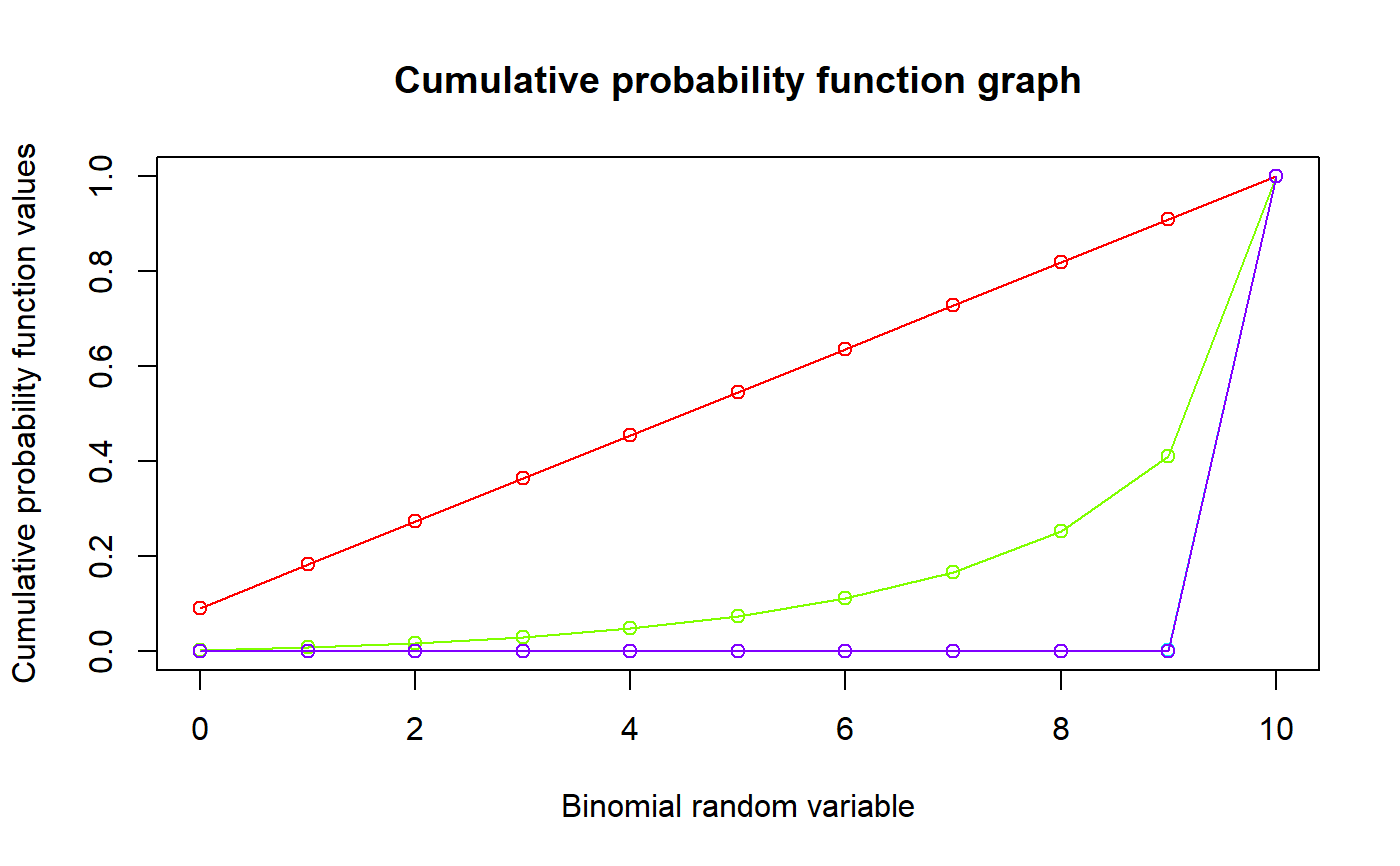 Cumulative probability function graph
Cumulative probability function values
1.0
0.8
0.6
0.4
0.2
0.0
0 2 4 6 8 10
Binomial random variable